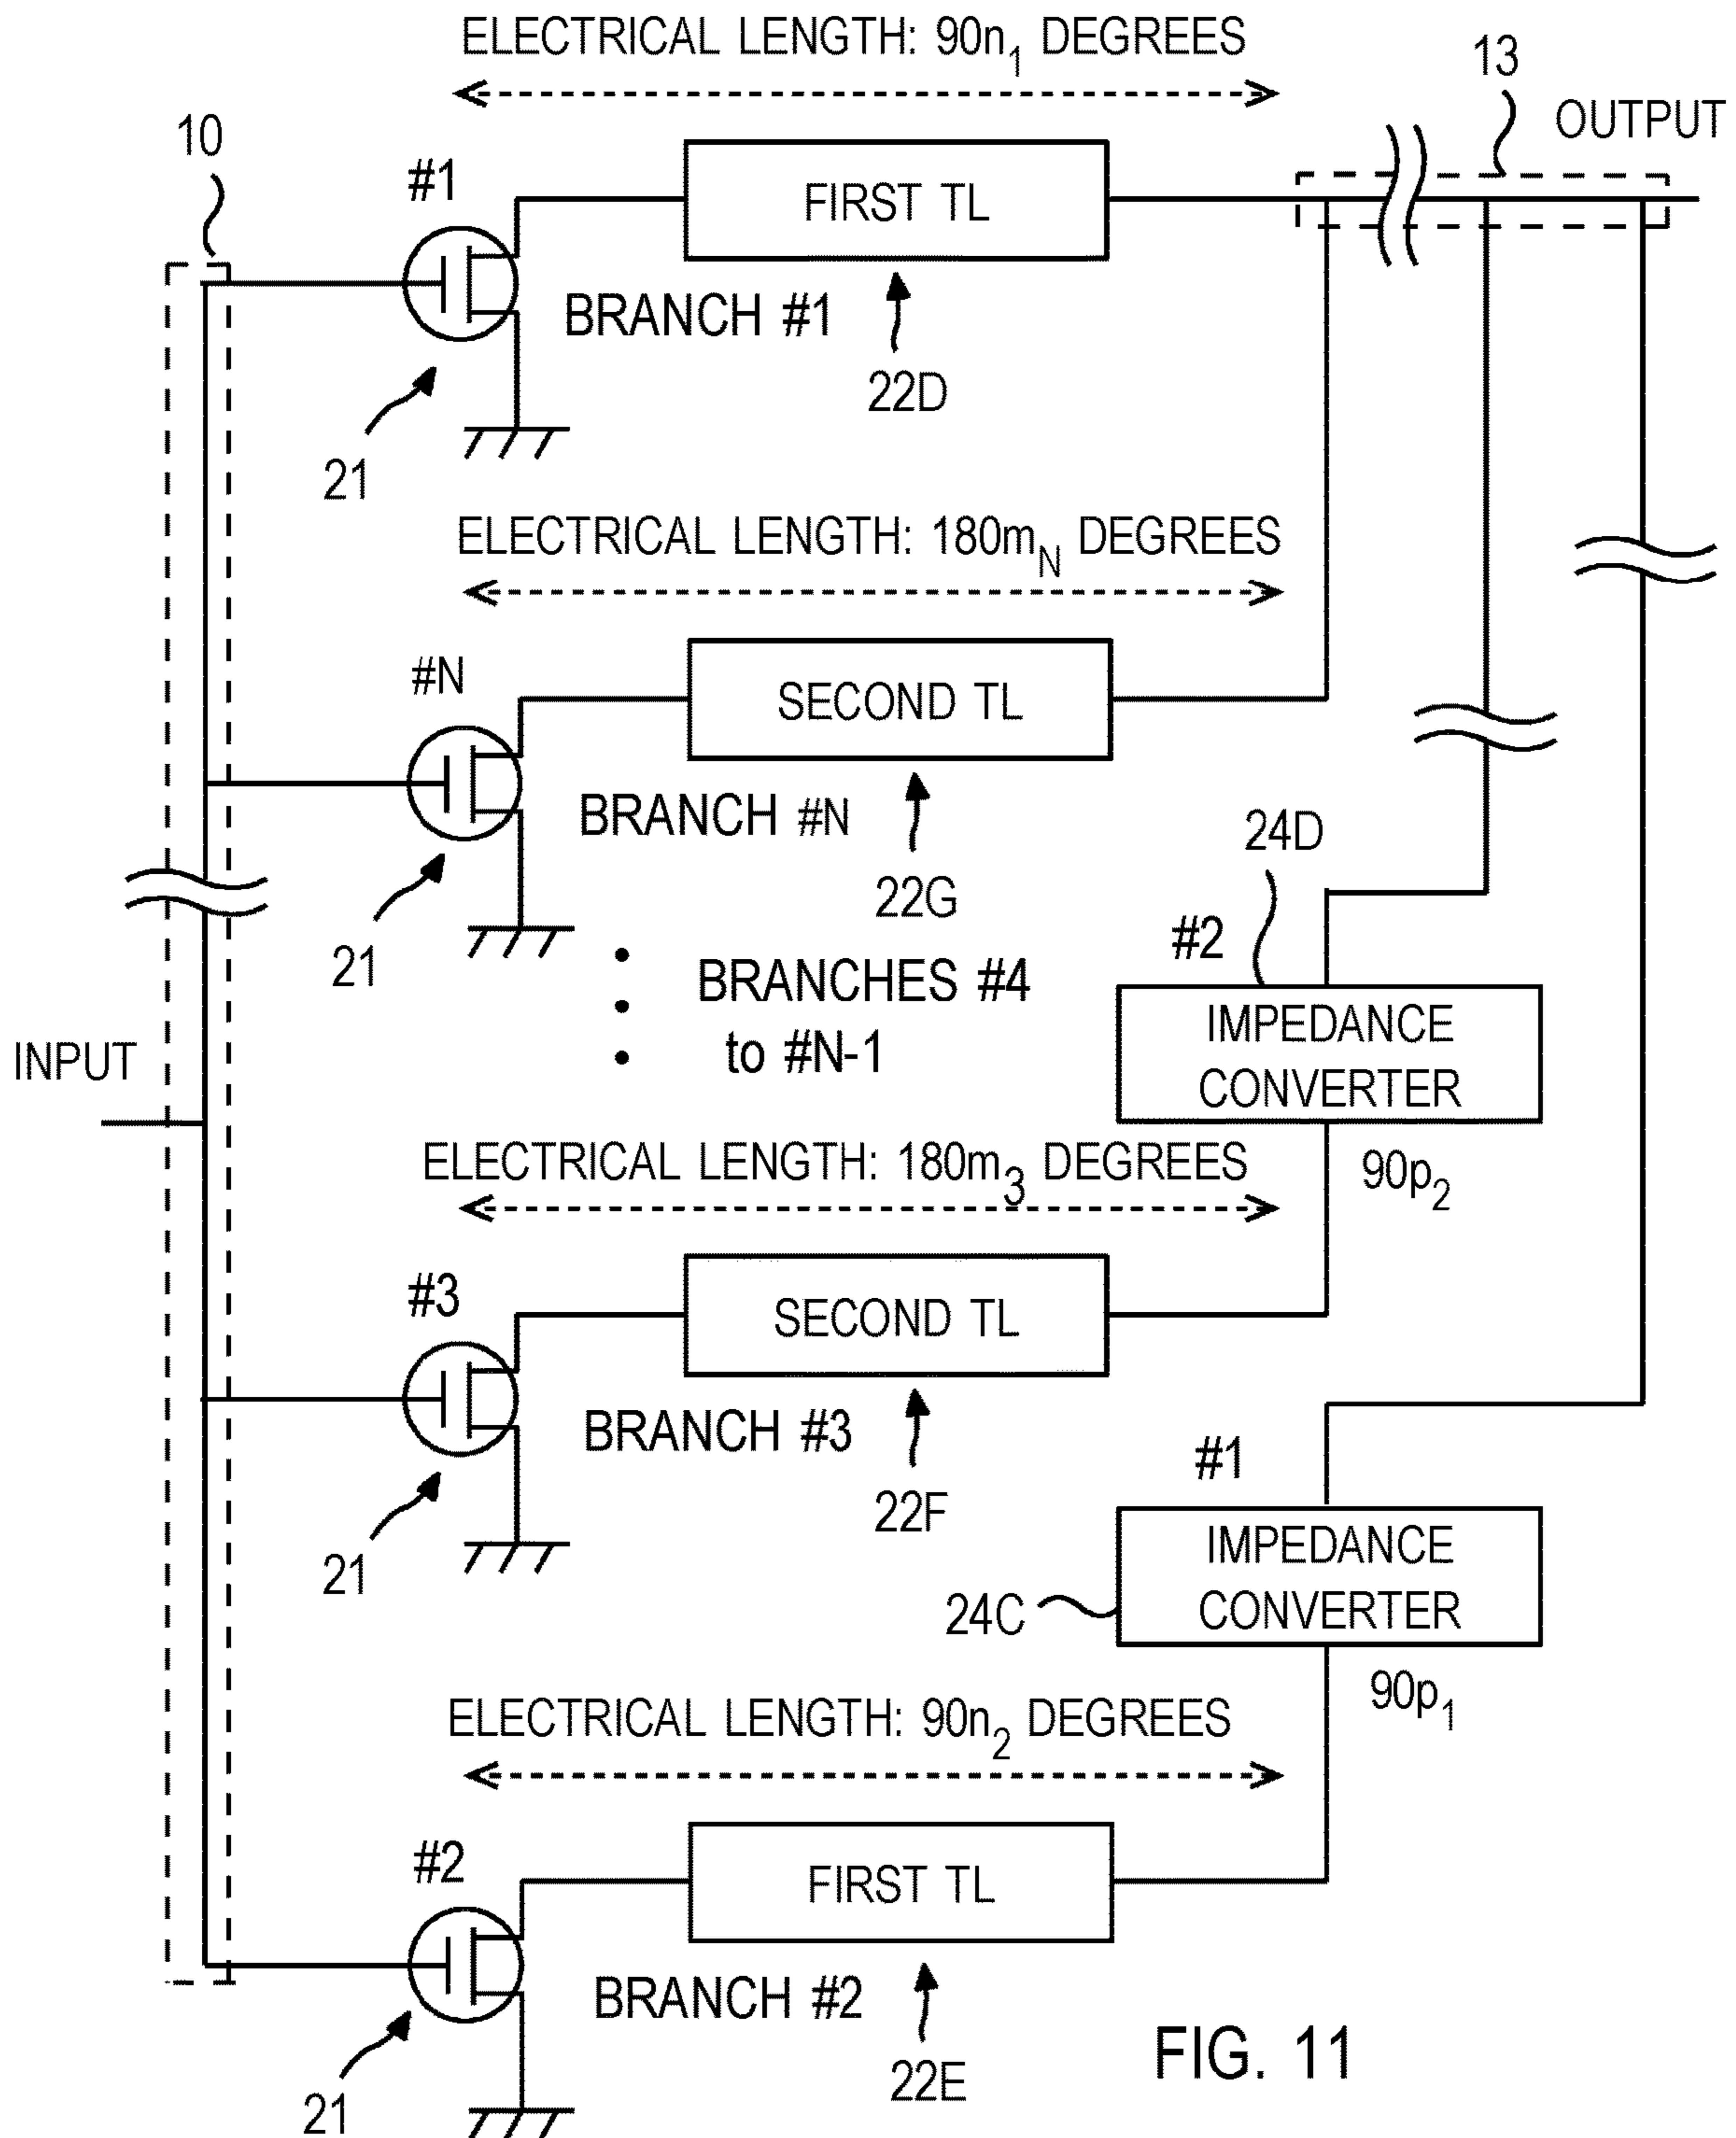 ELECTRICAL LENGTH: 90n1 DEGREES
13
OUTPUT
10
#1
FIRST TL
BRANCH #1
22D
21
ELECTRICAL LENGTH: 180mN DEGREES
#N
SECOND TL
BRANCH #N
24D
22G
21
#2
BRANCHES #4
to #N-1
IMPEDANCE
CONVERTER
INPUT
ELECTRICAL LENGTH: 180m3 DEGREES
90p2
#3
SECOND TL
BRANCH #3
#1
22F
21
IMPEDANCE
CONVERTER
24C
90p1
ELECTRICAL LENGTH: 90n2 DEGREES
#2
FIRST TL
BRANCH #2
22E
21
FIG. 11